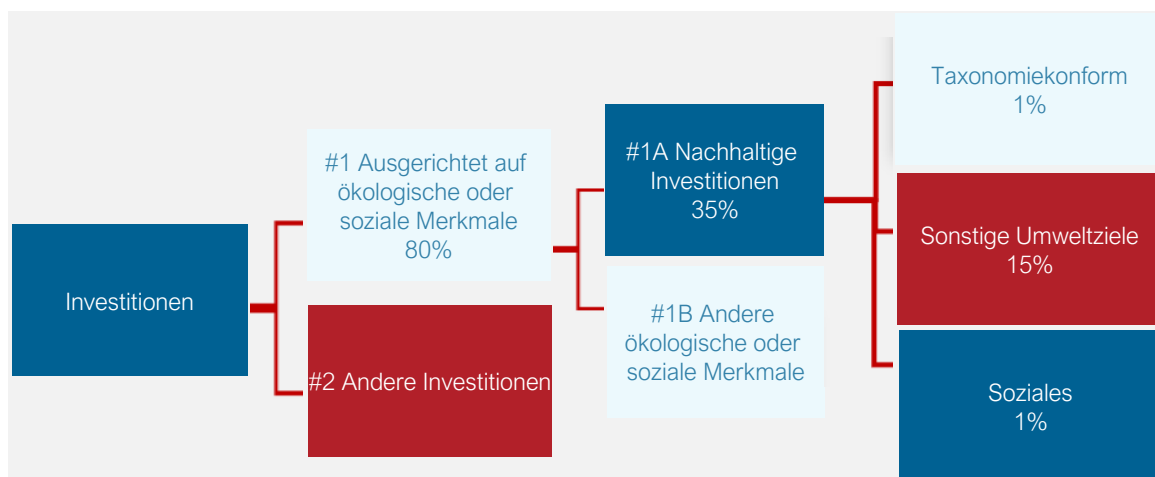 Investitionen
#1 Ausgerichtet auf
ökologische oder
soziale Merkmale
80%
#2 Andere Investitionen
#1A Nachhaltige
Investitionen
35%
#1B Andere
ökologische oder
soziale Merkmale
Taxonomiekonform
1%
Sonstige Umweltziele
15%
Soziales
1%